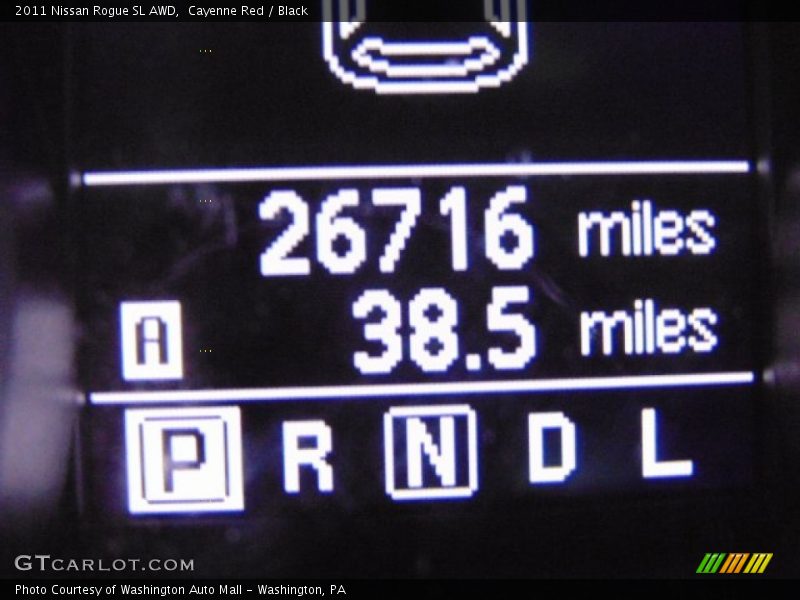 2011 Nissan Rogue SL AWD, Cayenne Red / Black
26716 miles
A 38.5 miles
P R N D L
GTCARLOT.COM
Photo Courtesy of Washington Auto Mall - Washington, PA